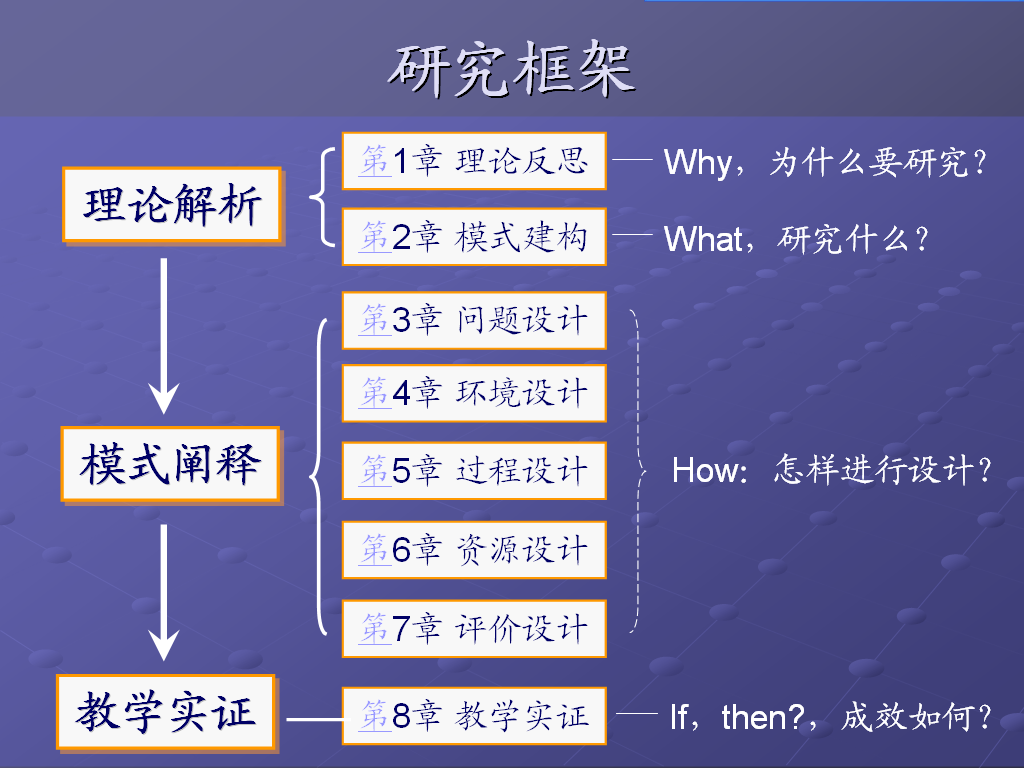 研究框架
理论解析
第1章 理论反思
Why，为什么要研究？
第2章 模式建构
What，研究什么？
模式阐释
第3章 问题设计
第4章 环境设计
第5章 过程设计
第6章 资源设计
第7章 评价设计
How：怎样进行设计？
教学实证
第8章 教学实证
If，then?，成效如何？